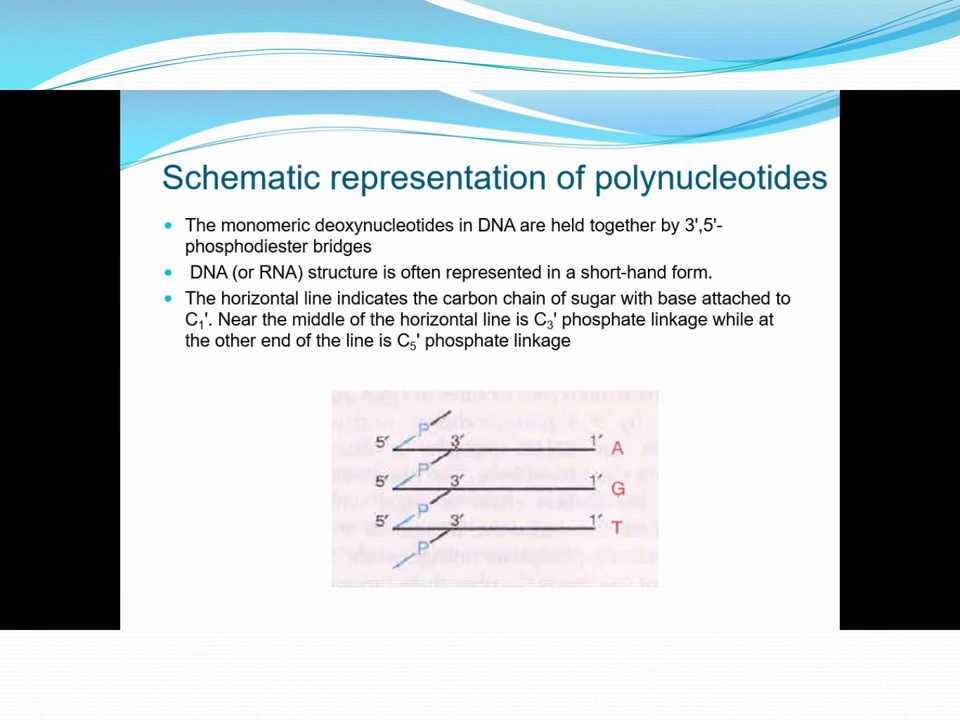 Schematic representation of polynucleotides
The monomeric deoxynucleotides in DNA are held together by 3',5'-
phosphodiester bridges
DNA (or RNA) structure is often represented in a short-hand form.
The horizontal line indicates the carbon chain of sugar with base attached to
C1'. Near the middle of the horizontal line is C3' phosphate linkage while at
the other end of the line is C5' phosphate linkage
P
5′ 3′ 1′ A
P
5′ 3′ 1′ G
P
5′ 3′ 1′ T
P